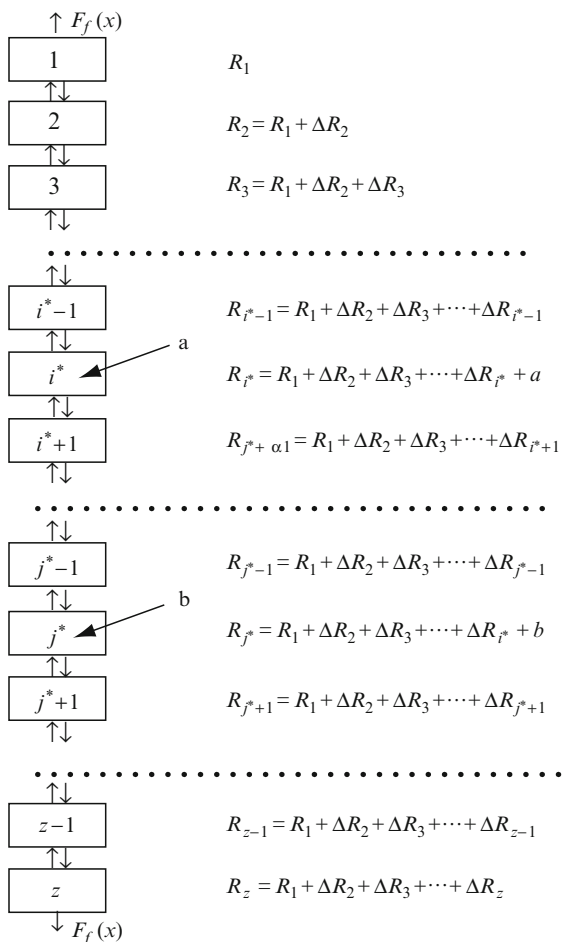 ↑ F_f(x)
1 R_1
2 R_2 = R_1 + ΔR_2
3 R_3 = R_1 + ΔR_2 + ΔR_3
i*−1 R_{i*−1} = R_1 + ΔR_2 + ΔR_3 + ⋯ + ΔR_{i*−1}
a
i* R_{i*} = R_1 + ΔR_2 + ΔR_3 + ⋯ + ΔR_{i*} + a
i*+1 R_{j*+ α1} = R_1 + ΔR_2 + ΔR_3 + ⋯ + ΔR_{i*+1}
j*−1 R_{j*−1} = R_1 + ΔR_2 + ΔR_3 + ⋯ + ΔR_{j*−1}
b
j* R_{j*} = R_1 + ΔR_2 + ΔR_3 + ⋯ + ΔR_{i*} + b
j*+1 R_{j*+1} = R_1 + ΔR_2 + ΔR_3 + ⋯ + ΔR_{j*+1}
z−1 R_{z−1} = R_1 + ΔR_2 + ΔR_3 + ⋯ + ΔR_{z−1}
z R_z = R_1 + ΔR_2 + ΔR_3 + ⋯ + ΔR_z
↓ F_f(x)